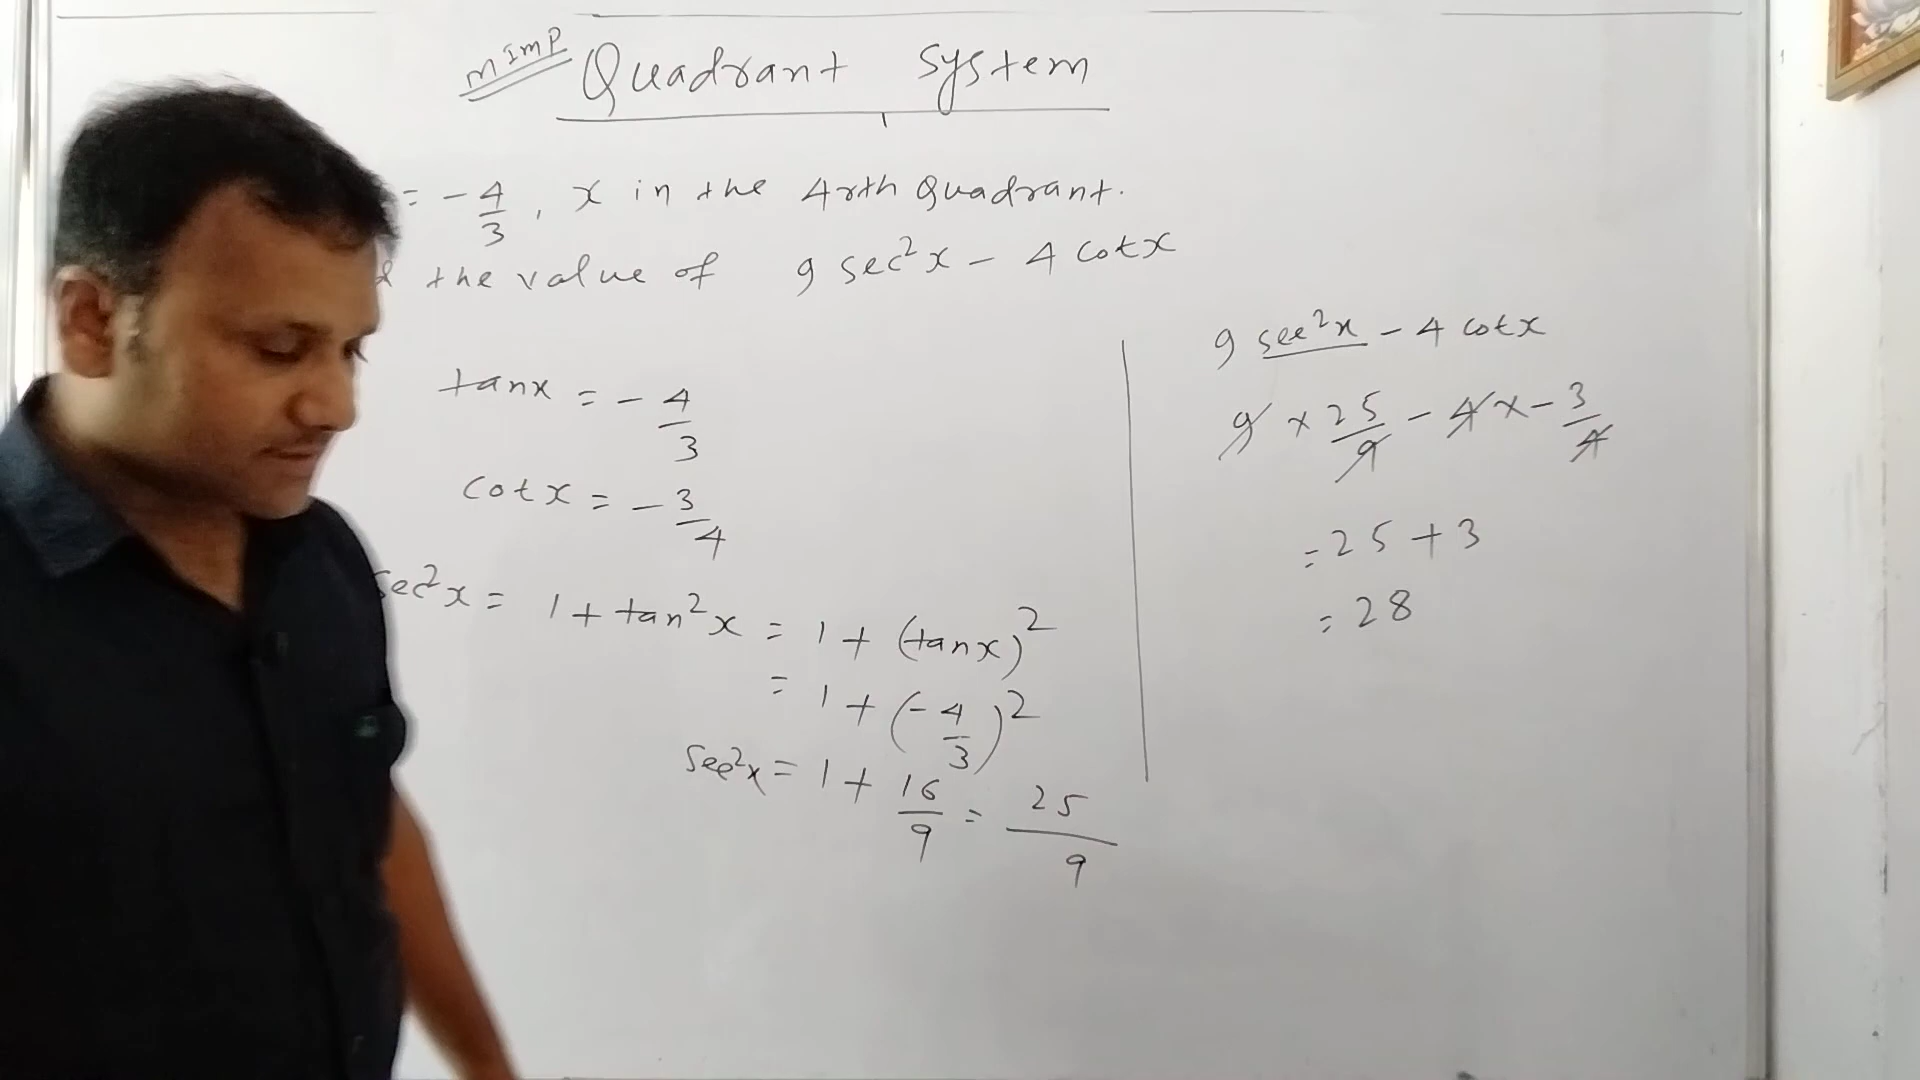 m Imp
Quadrant System
= -4/3, x in the 4rth Quadrant.
the value of 9 sec²x - 4 cotx
tanx = -4/3
cotx = -3/4
sec²x = 1 + tan²x = 1 + (tanx)²
= 1 + (-4/3)²
sec²x = 1 + 16/9 = 25/9
9 sec²x - 4 cotx
9 × 25/9 - 4 × -3/4
= 25 + 3
= 28